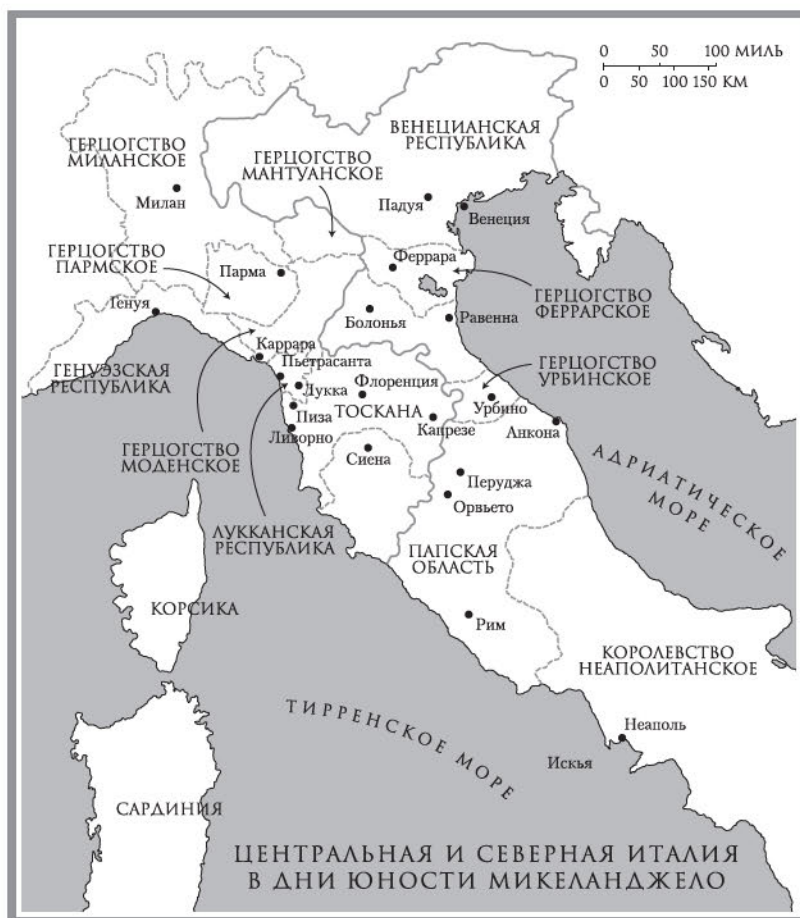 0 50 100 МИЛЬ
0 50 100 150 КМ
ВЕНЕЦИАНСКАЯ
РЕСПУБЛИКА
ГЕРЦОГСТВО
МИЛАНСКОЕ
ГЕРЦОГСТВО
МАНТУАНСКОЕ
Милан
Падуя
Венеция
ГЕРЦОГСТВО
ПАРМСКОЕ
Парма
Феррара
ГЕРЦОГСТВО
ФЕРРАРСКОЕ
Генуя
Болонья
Равенна
ГЕНУЭЗСКАЯ
РЕСПУБЛИКА
Каррара
Пьетрасанта
Лукка
Флоренция
ТОСКАНА
ГЕРЦОГСТВО
УРБИНСКОЕ
Урбино
Пиза
Ливорно
Капрезе
Анкона
ГЕРЦОГСТВО
МОДЕНСКОЕ
Сиена
Перуджа
Орвьето
АДРИАТИЧЕСКОЕ
МОРЕ
ЛУККАНСКАЯ
РЕСПУБЛИКА
ПАПСКАЯ
ОБЛАСТЬ
КОРСИКА
Рим
КОРОЛЕВСТВО
НЕАПОЛИТАНСКОЕ
ТИРРЕНСКОЕ МОРЕ
Неаполь
Искья
САРДИНИЯ
ЦЕНТРАЛЬНАЯ И СЕВЕРНАЯ ИТАЛИЯ
В ДНИ ЮНОСТИ МИКЕЛАНДЖЕЛО